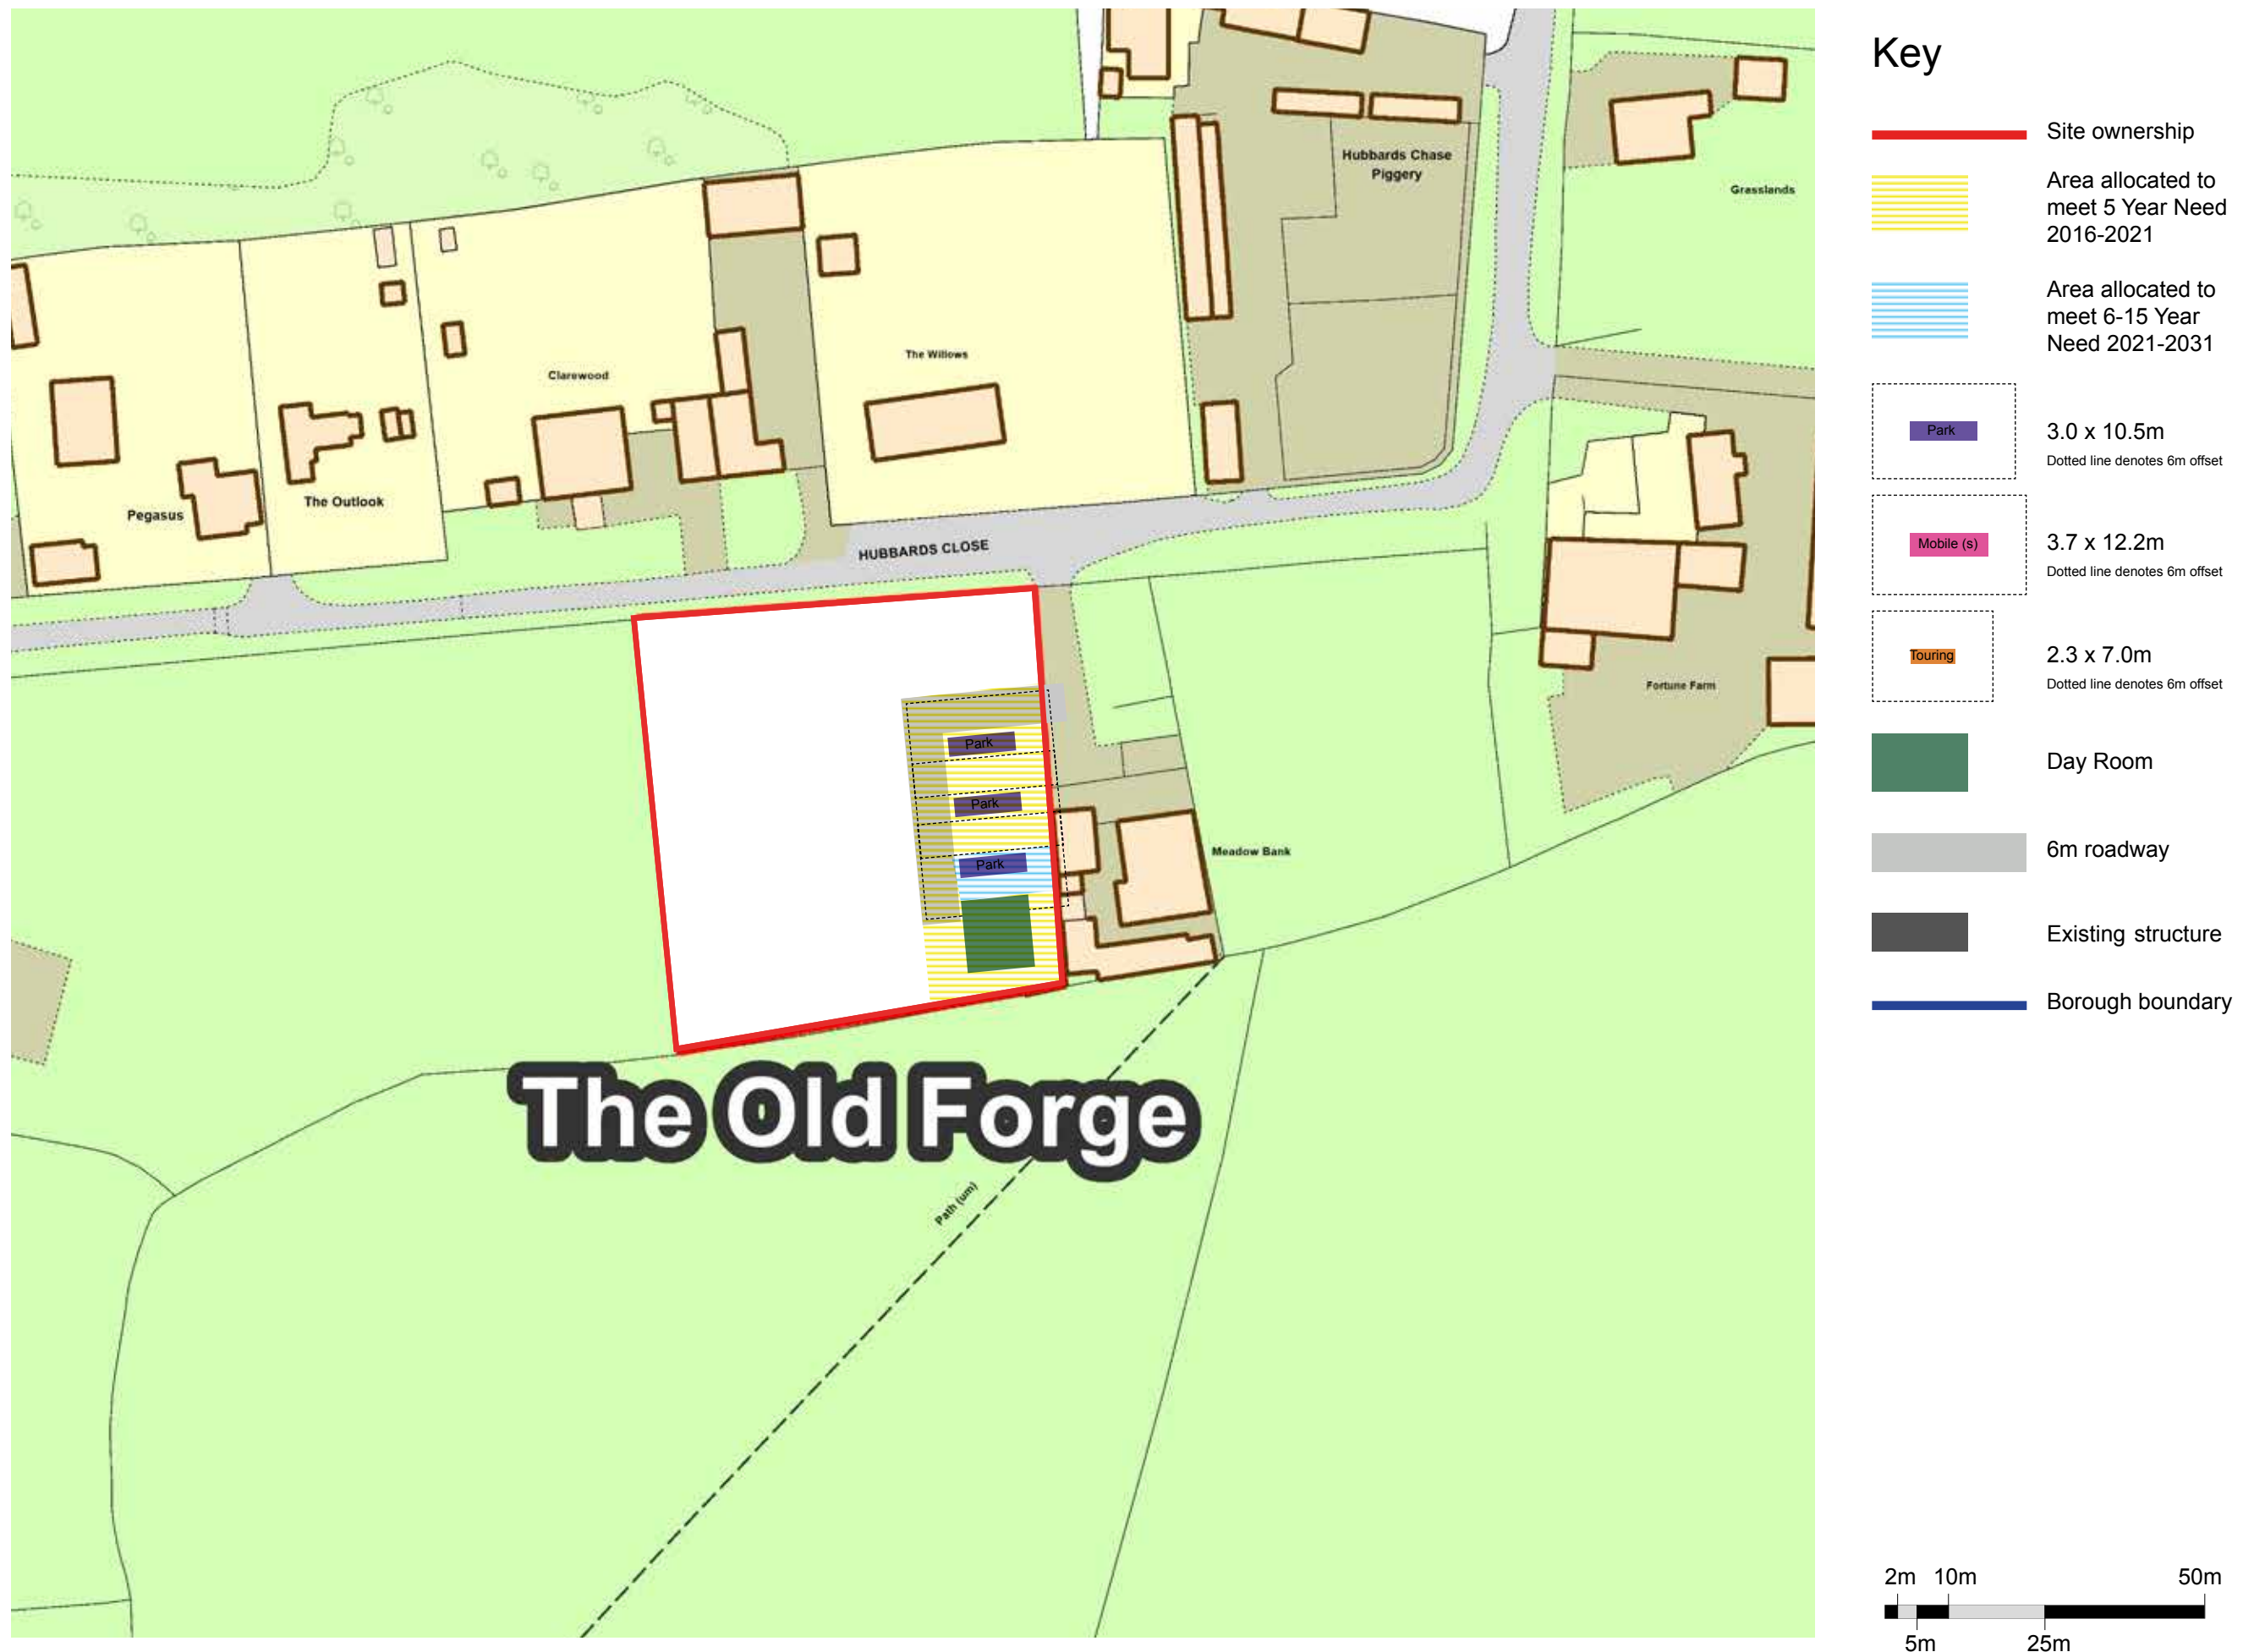 Hubbards Chase
Piggery
Grasslands
The Willows
Clarewood
The Outlook
Pegasus
HUBBARDS CLOSE
Fortune Farm
Park
Park
Park
Meadow Bank
The Old Forge
Path (um)
Key
Site ownership
Area allocated to
meet 5 Year Need
2016-2021
Area allocated to
meet 6-15 Year
Need 2021-2031
Park
3.0 x 10.5m
Dotted line denotes 6m offset
Mobile (s)
3.7 x 12.2m
Dotted line denotes 6m offset
Touring
2.3 x 7.0m
Dotted line denotes 6m offset
Day Room
6m roadway
Existing structure
Borough boundary
2m 10m 50m
5m 25m